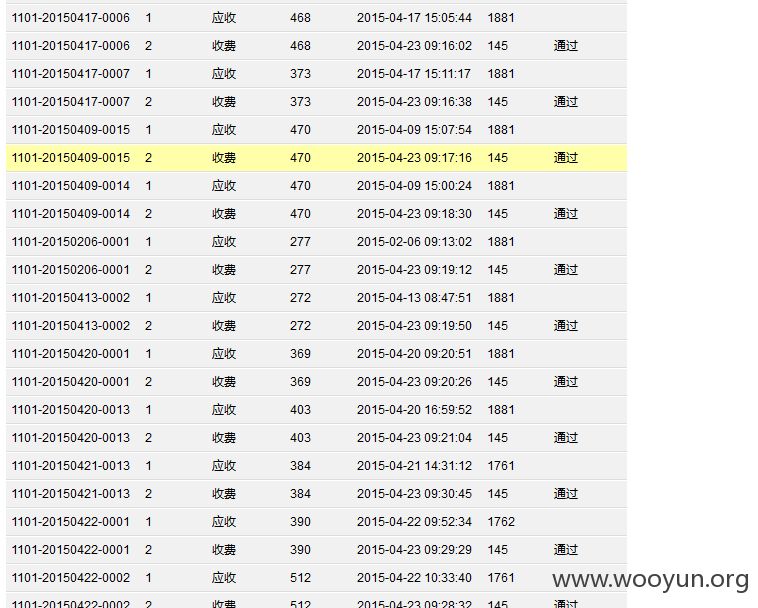 1101-20150417-0006 1 应收 468 2015-04-17 15:05:44 1881
1101-20150417-0006 2 收费 468 2015-04-23 09:16:02 145 通过
1101-20150417-0007 1 应收 373 2015-04-17 15:11:17 1881
1101-20150417-0007 2 收费 373 2015-04-23 09:16:38 145 通过
1101-20150409-0015 1 应收 470 2015-04-09 15:07:54 1881
1101-20150409-0015 2 收费 470 2015-04-23 09:17:16 145 通过
1101-20150409-0014 1 应收 470 2015-04-09 15:00:24 1881
1101-20150409-0014 2 收费 470 2015-04-23 09:18:30 145 通过
1101-20150206-0001 1 应收 277 2015-02-06 09:13:02 1881
1101-20150206-0001 2 收费 277 2015-04-23 09:19:12 145 通过
1101-20150413-0002 1 应收 272 2015-04-13 08:47:51 1881
1101-20150413-0002 2 收费 272 2015-04-23 09:19:50 145 通过
1101-20150420-0001 1 应收 369 2015-04-20 09:20:51 1881
1101-20150420-0001 2 收费 369 2015-04-23 09:20:26 145 通过
1101-20150420-0013 1 应收 403 2015-04-20 16:59:52 1881
1101-20150420-0013 2 收费 403 2015-04-23 09:21:04 145 通过
1101-20150421-0013 1 应收 384 2015-04-21 14:31:12 1761
1101-20150421-0013 2 收费 384 2015-04-23 09:30:45 145 通过
1101-20150422-0001 1 应收 390 2015-04-22 09:52:34 1762
1101-20150422-0001 2 收费 390 2015-04-23 09:29:29 145 通过
1101-20150422-0002 1 应收 512 2015-04-22 10:33:40 1761
www.wooyun.org
1101-20150422-0002 2 收费 512 2015-04-23 09:28:32 145 通过